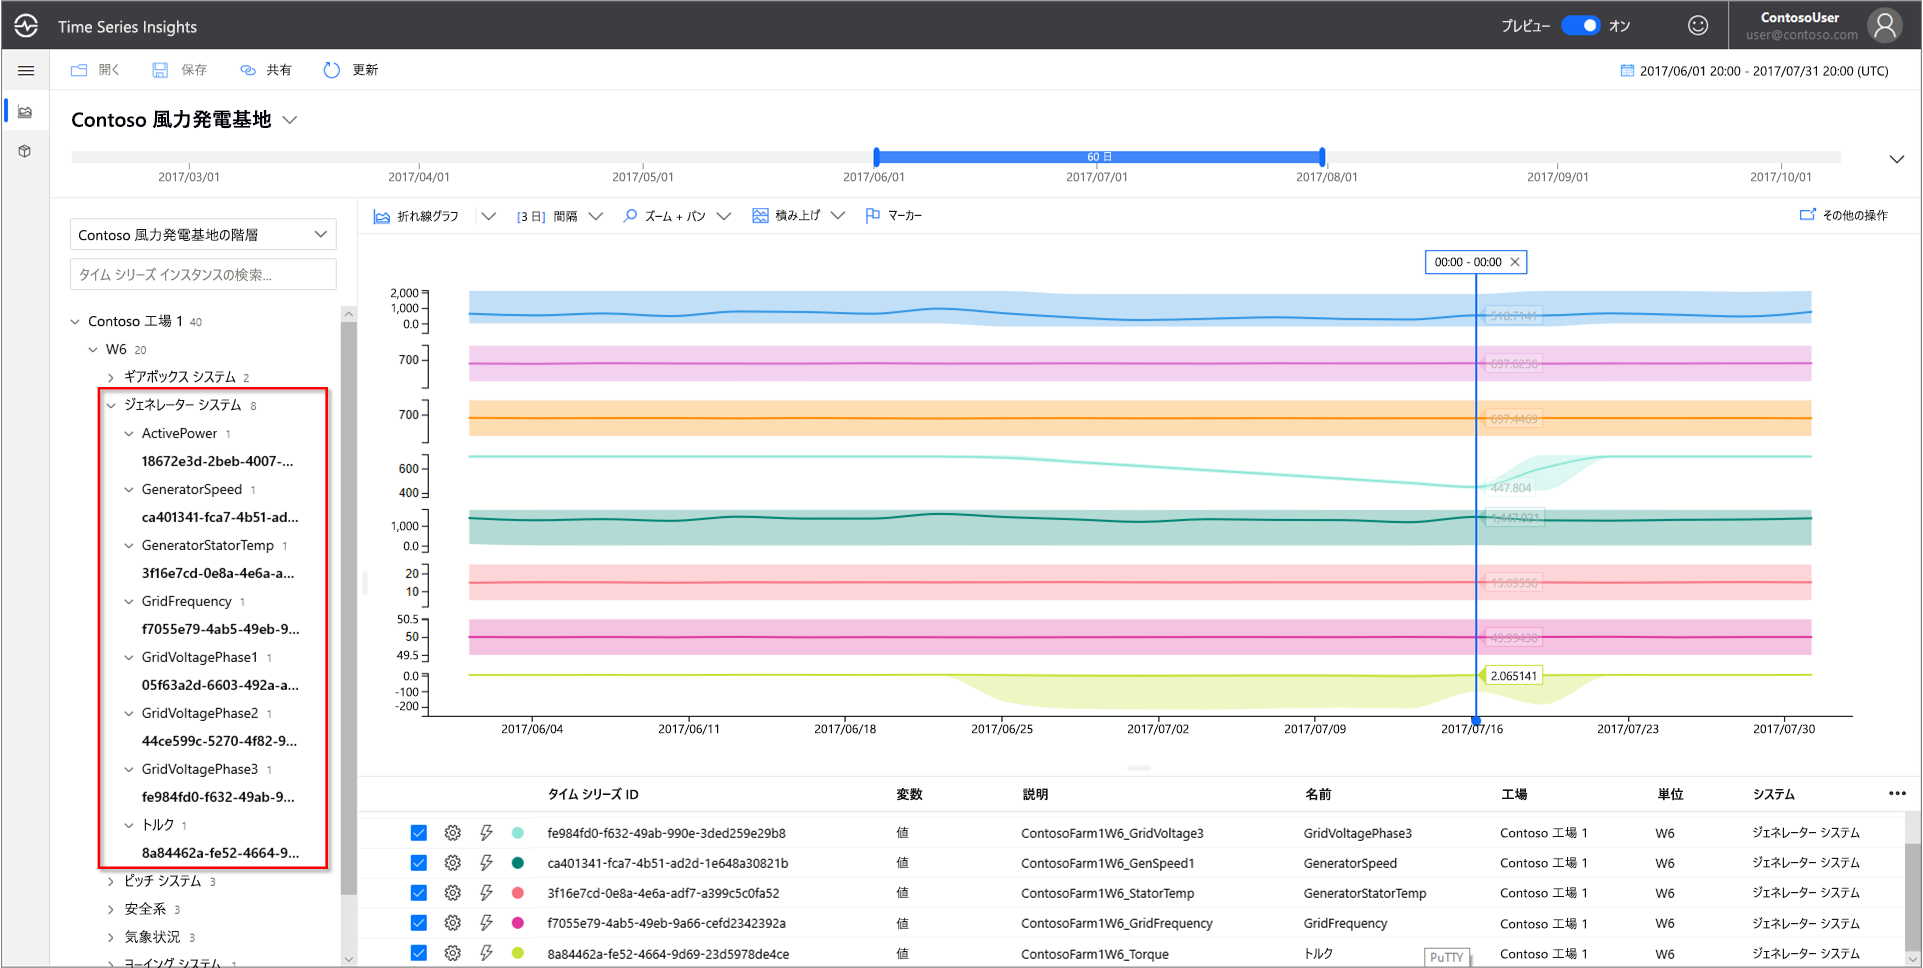 Time Series Insights
プレビュー オン
ContosoUser
user@contoso.com
開く 保存 共有 更新
2017/06/01 20:00 - 2017/07/31 20:00 (UTC)
Contoso 風力発電基地
60 日
2017/03/01 2017/04/01 2017/05/01 2017/06/01 2017/07/01 2017/08/01 2017/09/01 2017/10/01
Contoso 風力発電基地の階層
タイム シリーズ インスタンスの検索...
Contoso 工場 1 40
W6 20
ギアボックス システム 2
ジェネレーター システム 8
ActivePower 1
18672e3d-2beb-4007-...
GeneratorSpeed 1
ca401341-fca7-4b51-ad...
GeneratorStatorTemp 1
3f16e7cd-0e8a-4e6a-a...
GridFrequency 1
f7055e79-4ab5-49eb-9...
GridVoltagePhase1 1
05f63a2d-6603-492a-a...
GridVoltagePhase2 1
44ce599c-5270-4f82-9...
GridVoltagePhase3 1
fe984fd0-f632-49ab-9...
トルク 1
8a84462a-fe52-4664-9...
ピッチ システム 3
安全系 3
気象状況 3
ヨーイング システム 1
折れ線グラフ [3 日] 間隔 ズーム + パン 積み上げ マーカー その他の操作
00:00 - 00:00
2,000
1,000
0.0
518.7141
700
697.6256
700
697.4469
600
400
447.804
1,000
0.0
1,447.021
20
10
15.89556
50.5
50
49.5
49.99438
0.0
-100
-200
2.065141
2017/06/04 2017/06/11 2017/06/18 2017/06/25 2017/07/02 2017/07/09 2017/07/16 2017/07/23 2017/07/30
タイム シリーズ ID 変数 説明 名前 工場 単位 システム
fe984fd0-f632-49ab-990e-3ded259e29b8 値 ContosoFarm1W6_GridVoltage3 GridVoltagePhase3 Contoso 工場 1 W6 ジェネレーター システム
ca401341-fca7-4b51-ad2d-1e648a30821b 値 ContosoFarm1W6_GenSpeed1 GeneratorSpeed Contoso 工場 1 W6 ジェネレーター システム
3f16e7cd-0e8a-4e6a-adf7-a399c5c0fa52 値 ContosoFarm1W6_StatorTemp GeneratorStatorTemp Contoso 工場 1 W6 ジェネレーター システム
f7055e79-4ab5-49eb-9a66-cefd2342392a 値 ContosoFarm1W6_GridFrequency GridFrequency Contoso 工場 1 W6 ジェネレーター システム
8a84462a-fe52-4664-9d69-23d5978de4ce 値 ContosoFarm1W6_Torque トルク Contoso 工場 1 W6 ジェネレーター システム
PuTTY